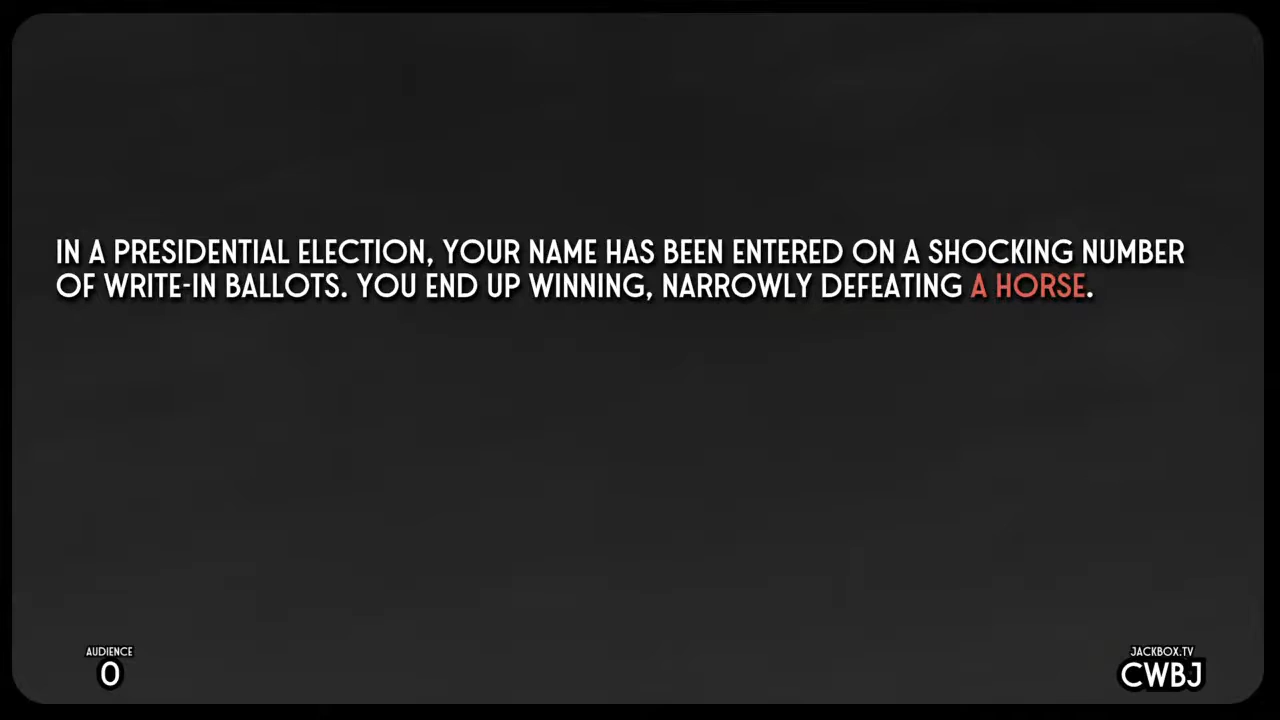 IN A PRESIDENTIAL ELECTION, YOUR NAME HAS BEEN ENTERED ON A SHOCKING NUMBER
OF WRITE-IN BALLOTS. YOU END UP WINNING, NARROWLY DEFEATING A HORSE.
AUDIENCE
0
JACKBOX.TV
CWBJ